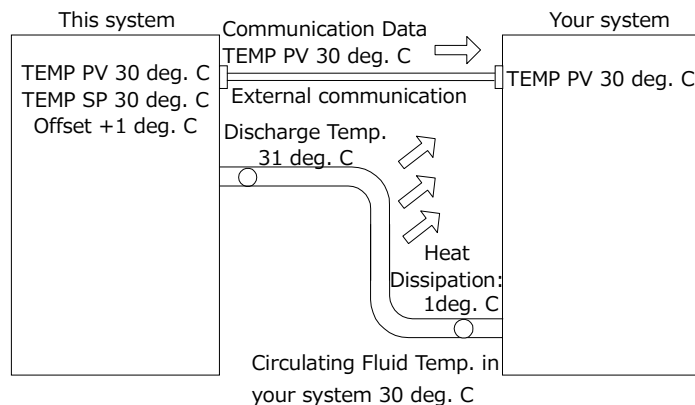 This system
Your system
Communication Data
TEMP PV 30 deg. C
TEMP PV 30 deg. C
TEMP SP 30 deg. C
Offset +1 deg. C
TEMP PV 30 deg. C
External communication
Discharge Temp.
31 deg. C
Heat
Dissipation:
1deg. C
Circulating Fluid Temp. in
your system 30 deg. C